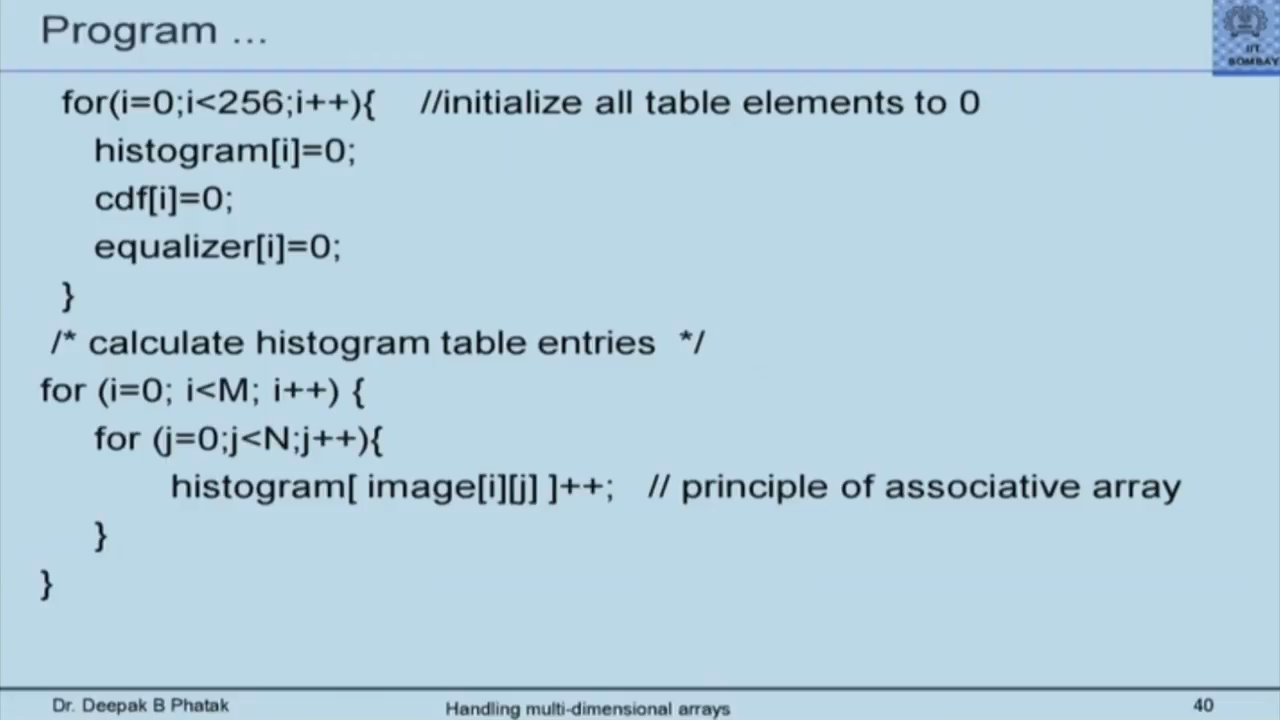 Program ...
IIT
BOMBAY
for(i=0;i<256;i++){ //initialize all table elements to 0
histogram[i]=0;
cdf[i]=0;
equalizer[i]=0;
}
/* calculate histogram table entries */
for (i=0; i<M; i++) {
for (j=0;j<N;j++){
histogram[ image[i][j] ]++; // principle of associative array
}
}
Dr. Deepak B Phatak
Handling multi-dimensional arrays
40